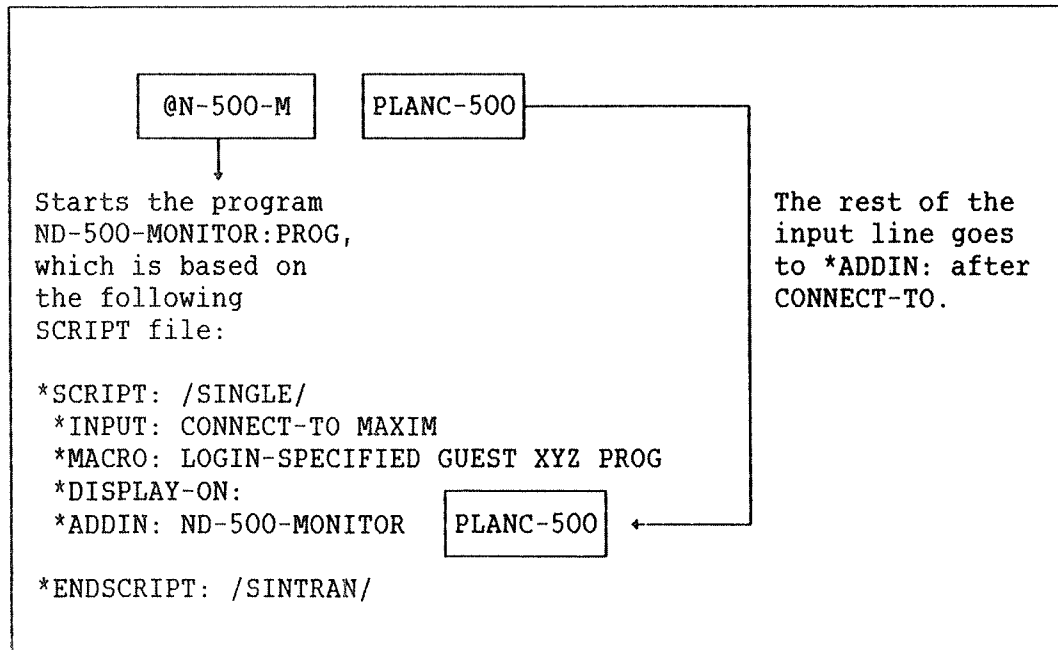 @N-500-M PLANC-500
Starts the program
ND-500-MONITOR:PROG,
which is based on
the following
SCRIPT file:
The rest of the
input line goes
to *ADDIN: after
CONNECT-TO.
*SCRIPT: /SINGLE/
*INPUT: CONNECT-TO MAXIM
*MACRO: LOGIN-SPECIFIED GUEST XYZ PROG
*DISPLAY-ON:
*ADDIN: ND-500-MONITOR PLANC-500
*ENDSCRIPT: /SINTRAN/